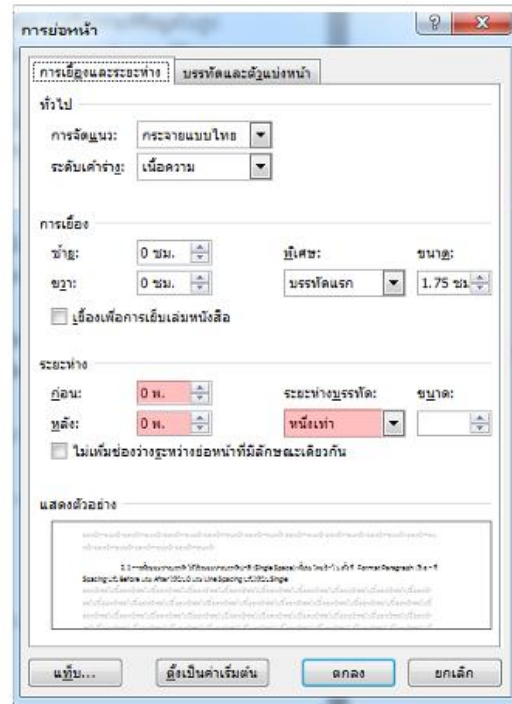 การย่อหน้า
การเยื้องและระยะห่าง บรรทัดและตัวแบ่งหน้า
ทั่วไป
การจัดแนว: กระจายแบบไทย
ระดับเค้าร่าง: เนื้อความ
การเยื้อง
ซ้าย: 0 ซม. พิเศษ: ขนาด:
ขวา: 0 ซม. บรรทัดแรก 1.75 ซม
เยื้องเพื่อการเย็บเล่มหนังสือ
ระยะห่าง
ก่อน: 0 พ. ระยะห่างบรรทัด: ขนาด:
หลัง: 0 พ. หนึ่งเท่า
ไม่เพิ่มช่องว่างระหว่างย่อหน้าที่มีลักษณะเดียวกัน
แสดงตัวอย่าง
(Single Space) Format Paragraph
Spacing Before After Line Spacing Single
แท็บ... ตั้งเป็นค่าเริ่มต้น ตกลง ยกเลิก